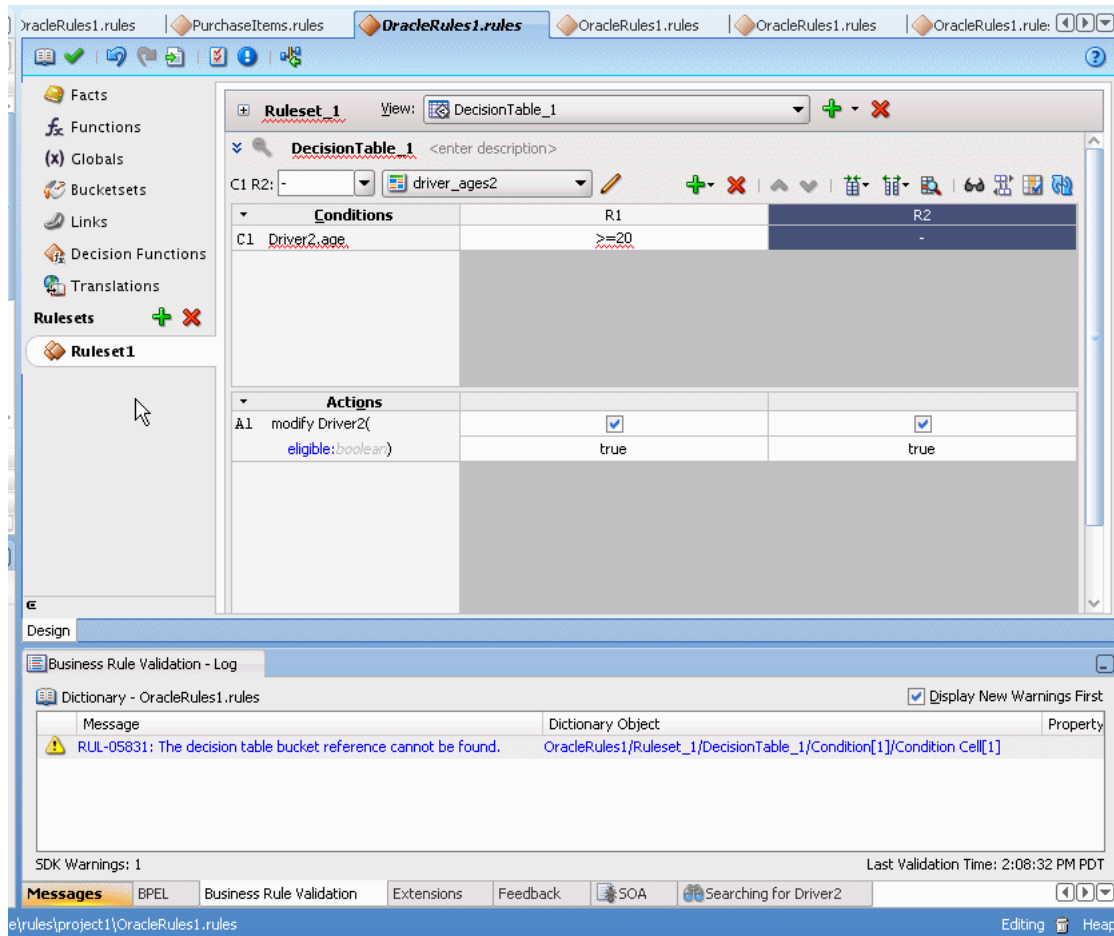 OracleRules1.rules PurchaseItems.rules OracleRules1.rules OracleRules1.rules OracleRules1.rules OracleRules1.rule:
Facts
Functions
(x) Globals
Bucketsets
Links
Decision Functions
Translations
Rulesets
Ruleset1
Ruleset_1 View: DecisionTable_1
DecisionTable_1 <enter description>
C1 R2: - driver_ages2
Conditions R1 R2
C1 Driver2.age >=20 -
Actions
A1 modify Driver2(
eligible:boolean) true true
Design
Business Rule Validation - Log
Dictionary - OracleRules1.rules Display New Warnings First
Message Dictionary Object Property
RUL-05831: The decision table bucket reference cannot be found. OracleRules1/Ruleset_1/DecisionTable_1/Condition[1]/Condition Cell[1]
SDK Warnings: 1 Last Validation Time: 2:08:32 PM PDT
Messages BPEL Business Rule Validation Extensions Feedback SOA Searching for Driver2
e\rules\project1\OracleRules1.rules Editing Heap